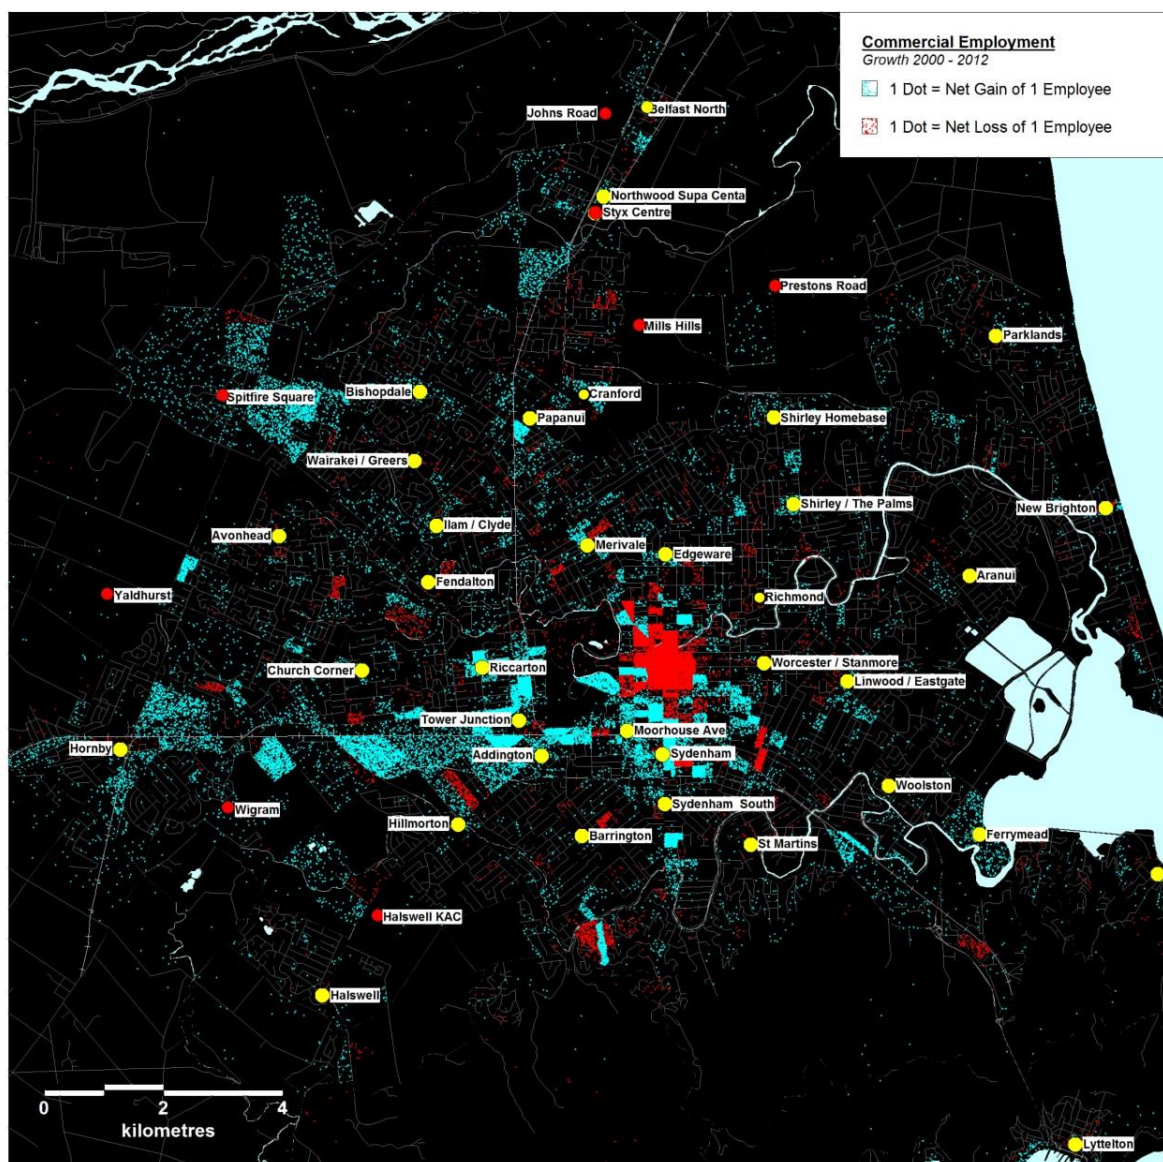 Commercial Employment
Growth 2000 - 2012
1 Dot = Net Gain of 1 Employee
1 Dot = Net Loss of 1 Employee
Johns Road
Belfast North
Northwood Supa Centa
Styx Centre
Prestons Road
Mills Hills
Parklands
Spitfire Square
Bishopdale
Cranford
Papanui
Shirley Homebase
Wairakei / Greers
Shirley / The Palms
New Brighton
Ilam / Clyde
Avonhead
Merivale
Edgeware
Aranui
Fendalton
Yaldhurst
Richmond
Church Corner
Riccarton
Worcester / Stanmore
Linwood / Eastgate
Tower Junction
Moorhouse Ave
Hornby
Addington
Sydenham
Woolston
Wigram
Sydenham South
Hillmorton
Barrington
St Martins
Ferrymead
Halswell KAC
Halswell
0 2 4
kilometres
Lyttelton